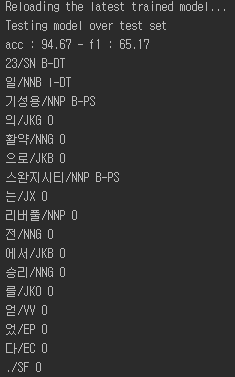 Reloading the latest trained model...
Testing model over test set
acc : 94.67 - f1 : 65.17
23/SN B-DT
일/NNB I-DT
기성용/NNP B-PS
의/JKG O
활약/NNG O
으로/JKB O
스완지시티/NNP B-PS
는/JX O
리버풀/NNP O
전/NNG O
에서/JKB O
승리/NNG O
를/JKO O
얻/VV O
었/EP O
다/EC O
./SF O